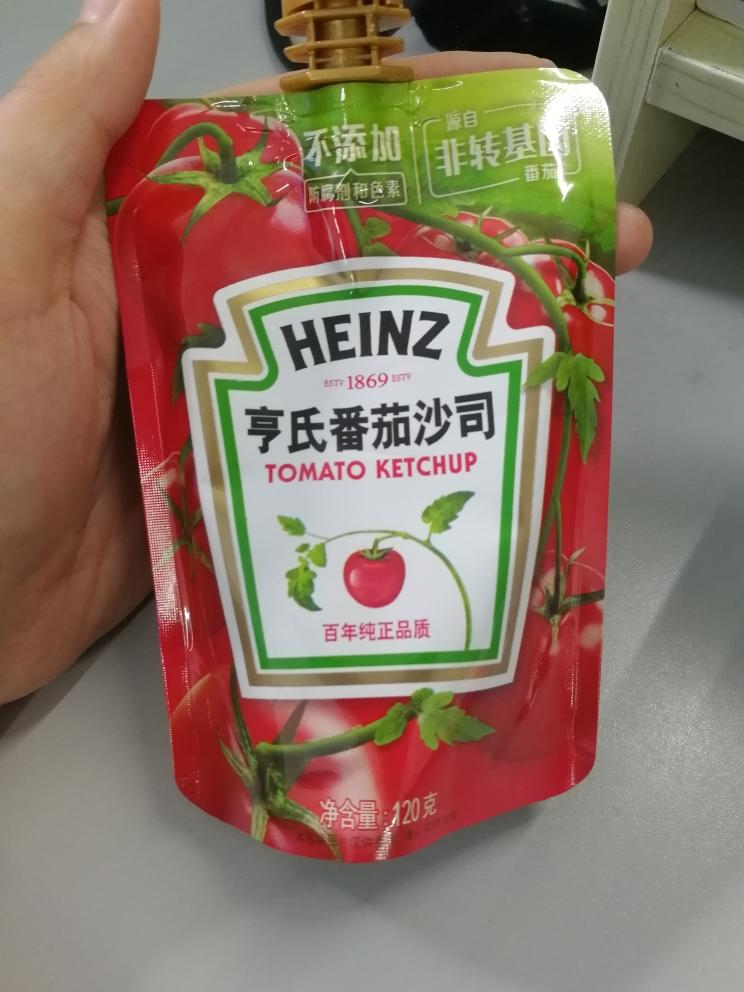 不添加
防腐剂和色素
源自
非转基因
番茄
HEINZ
ESTD 1869 ESTD
亨氏番茄沙司
TOMATO KETCHUP
百年纯正品质
净含量:120克